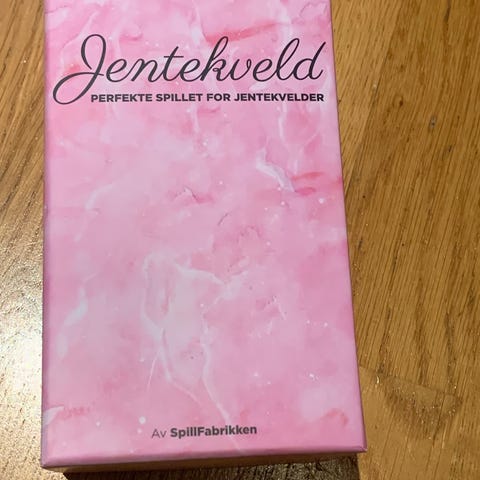 Jentekveld
PERFEKTE SPILLET FOR JENTEKVELDER
Av SpillFabrikken